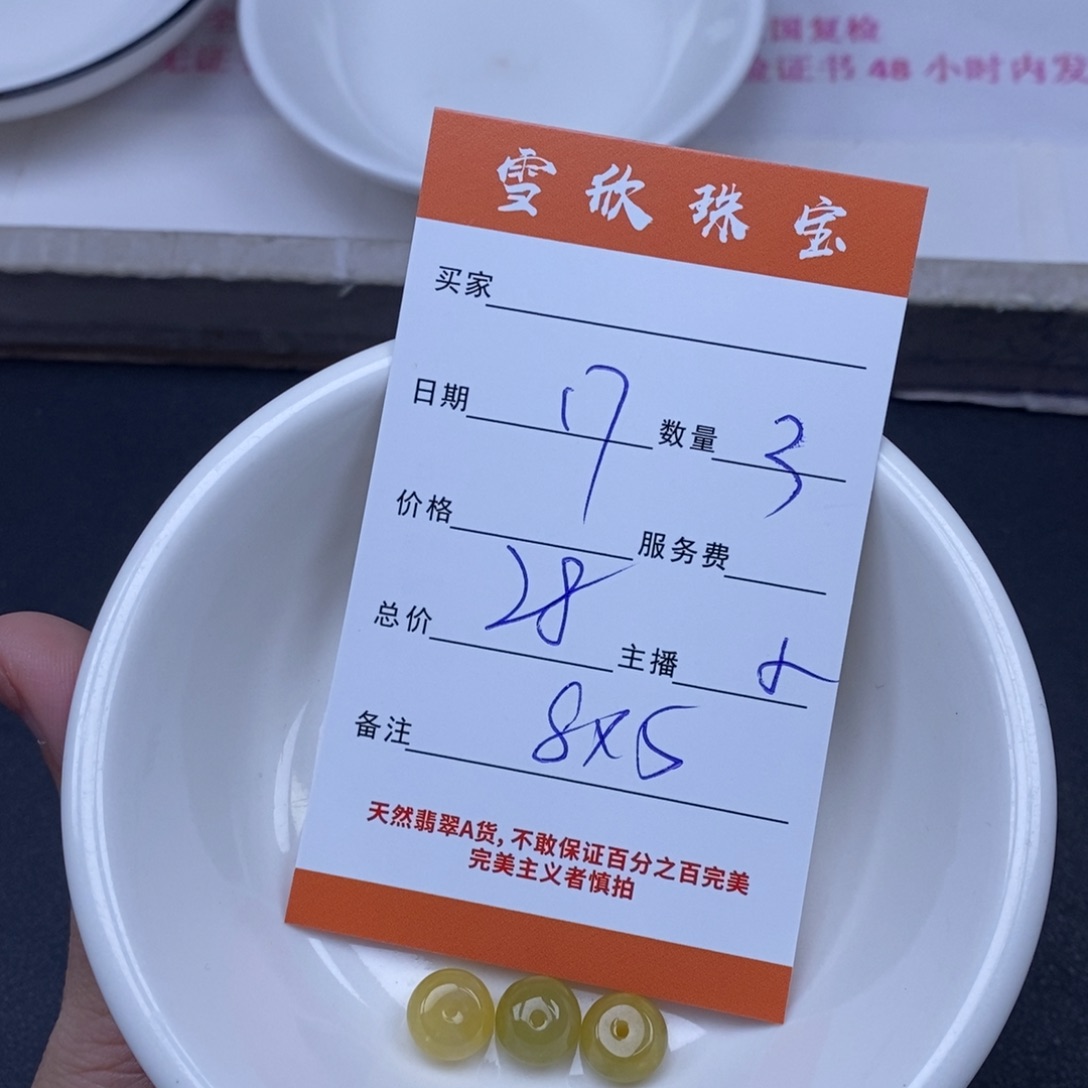 国复检
验证书 48 小时内发
雪欣珠宝
买家
日期 17 数量 3
价格 服务费
总价 28 主播
备注 8x5
天然翡翠A货, 不敢保证百分之百完美
完美主义者慎拍